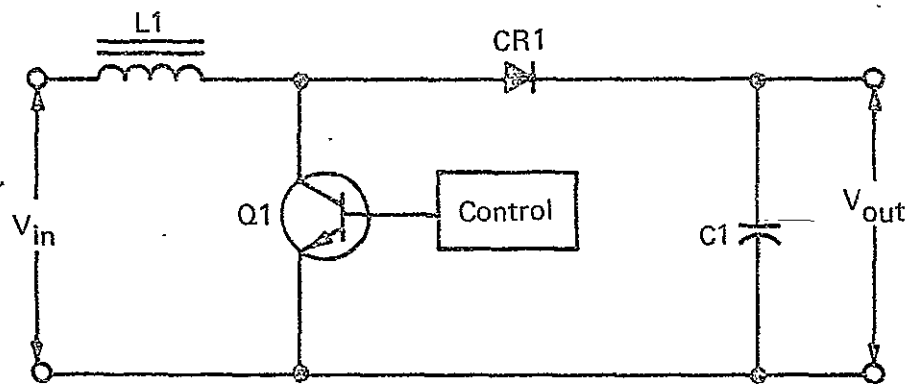 L1
CR1
V_in
Q1
Control
C1
V_out